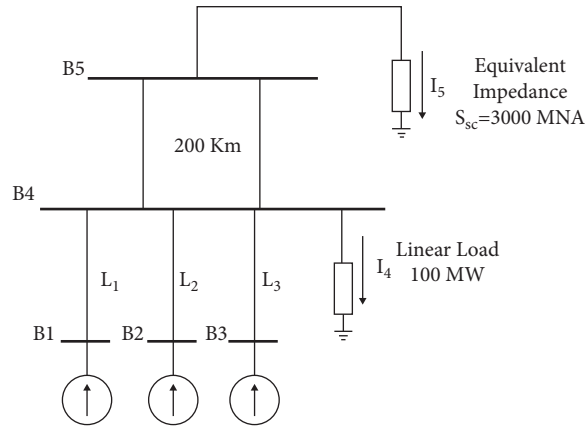 B5
I₅
Equivalent
Impedance
Sₛc=3000 MNA
200 Km
B4
L₁
L₂
L₃
I₄
Linear Load
100 MW
B1
B2
B3